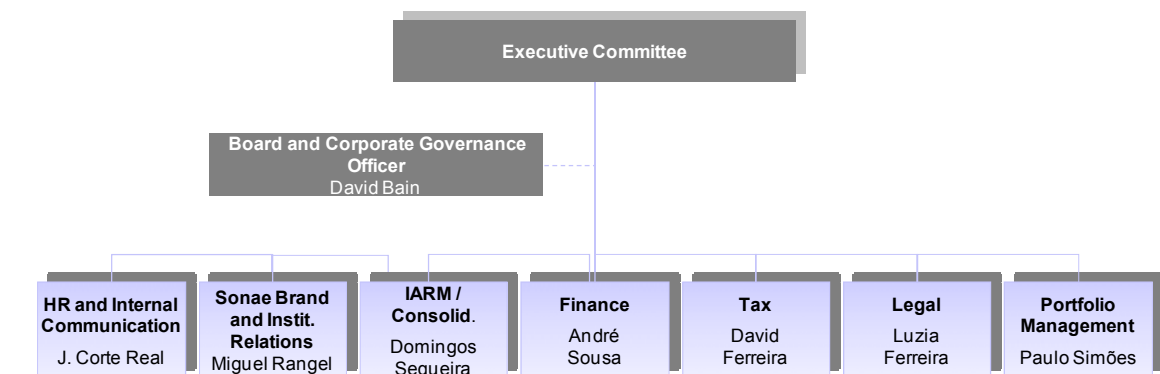 Executive Committee
Board and Corporate Governance
Officer
David Bain
HR and Internal
Communication
J. Corte Real
Sonae Brand
and Instit.
Relations
Miguel Rangel
IARM /
Consolid.
Domingos
Sequeira
Finance
André
Sousa
Tax
David
Ferreira
Legal
Luzia
Ferreira
Portfolio
Management
Paulo Simões